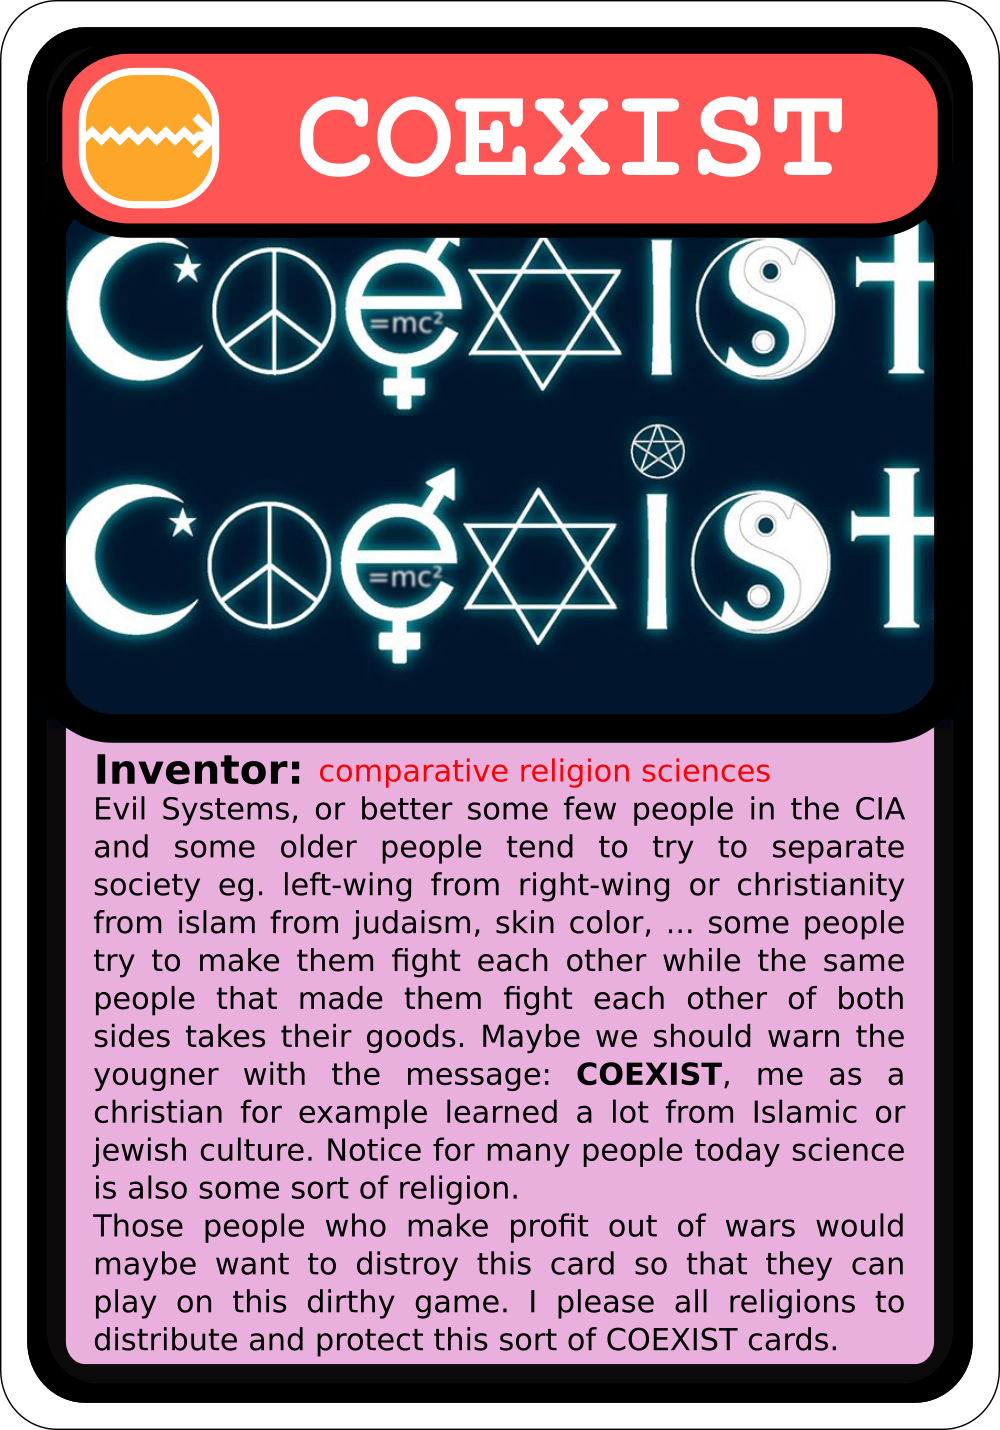 COEXIST
coexist
=mc²
coexist
=mc²
Inventor: comparative religion sciences
Evil Systems, or better some few people in the CIA
and some older people tend to try to separate
society eg. left-wing from right-wing or christianity
from islam from judaism, skin color, ... some people
try to make them fight each other while the same
people that made them fight each other of both
sides takes their goods. Maybe we should warn the
yougner with the message: COEXIST, me as a
christian for example learned a lot from Islamic or
jewish culture. Notice for many people today science
is also some sort of religion.
Those people who make profit out of wars would
maybe want to distroy this card so that they can
play on this dirthy game. I please all religions to
distribute and protect this sort of COEXIST cards.